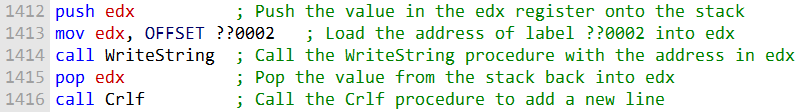 1412 push edx ; Push the value in the edx register onto the stack
1413 mov edx, OFFSET ??0002 ; Load the address of label ??0002 into edx
1414 call WriteString ; Call the WriteString procedure with the address in edx
1415 pop edx ; Pop the value from the stack back into edx
1416 call Crlf ; Call the Crlf procedure to add a new line